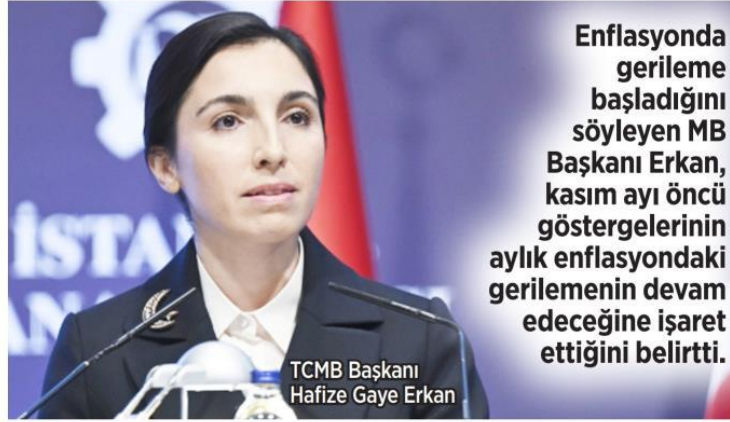 Enflasyonda
gerileme
başladığını
söyleyen MB
Başkanı Erkan,
kasım ayı öncü
göstergelerinin
aylık enflasyondaki
gerilemenin devam
edeceğine işaret
ettiğini belirtti.
İSTA
TCMB Başkanı
Hafize Gaye Erkan